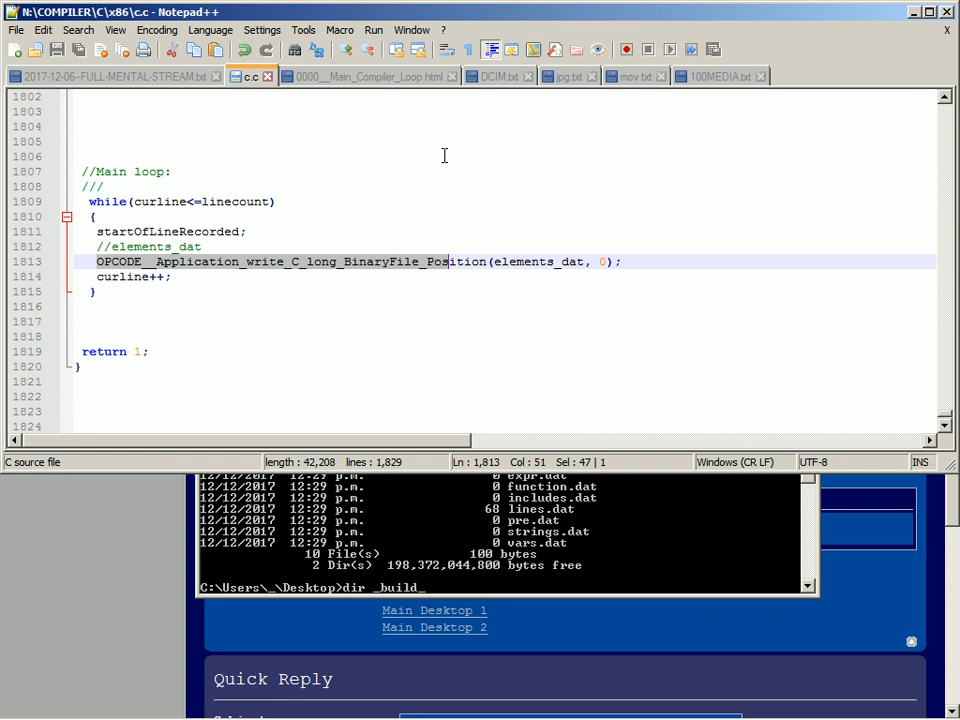 N:\COMPILER\C\x86\c.c - Notepad++
File Edit Search View Encoding Language Settings Tools Macro Run Window ? X
2017-12-06--FULL-MENTAL-STREAM.txt c.c 0000__Main_Compiler_Loop.html DCIM.txt jpg.txt mov.txt 100MEDIA.txt
1802
1803
1804
1805
1806
1807 //Main loop:
1808 ///
1809 while(curline<=linecount)
1810 {
1811 startOfLineRecorded;
1812 //elements_dat
1813 OPCODE__Application_write_C_long_BinaryFile_Position(elements_dat, 0);
1814 curline++;
1815 }
1816
1817
1818
1819 return 1;
1820 }
1821
1822
1823
1824
C source file length : 42,208 lines : 1,829 Ln : 1,813 Col : 51 Sel : 47 | 1 Windows (CR LF) UTF-8 INS
12/12/2017 12:29 p.m. 0 expr.dat
12/12/2017 12:29 p.m. 0 function.dat
12/12/2017 12:29 p.m. 0 includes.dat
12/12/2017 12:29 p.m. 68 lines.dat
12/12/2017 12:29 p.m. 0 pre.dat
12/12/2017 12:29 p.m. 0 strings.dat
12/12/2017 12:29 p.m. 0 vars.dat
10 File(s) 100 bytes
2 Dir(s) 198,372,044,800 bytes free
C:\Users\_\Desktop>dir _build_
Main Desktop 1
Main Desktop 2
Quick Reply